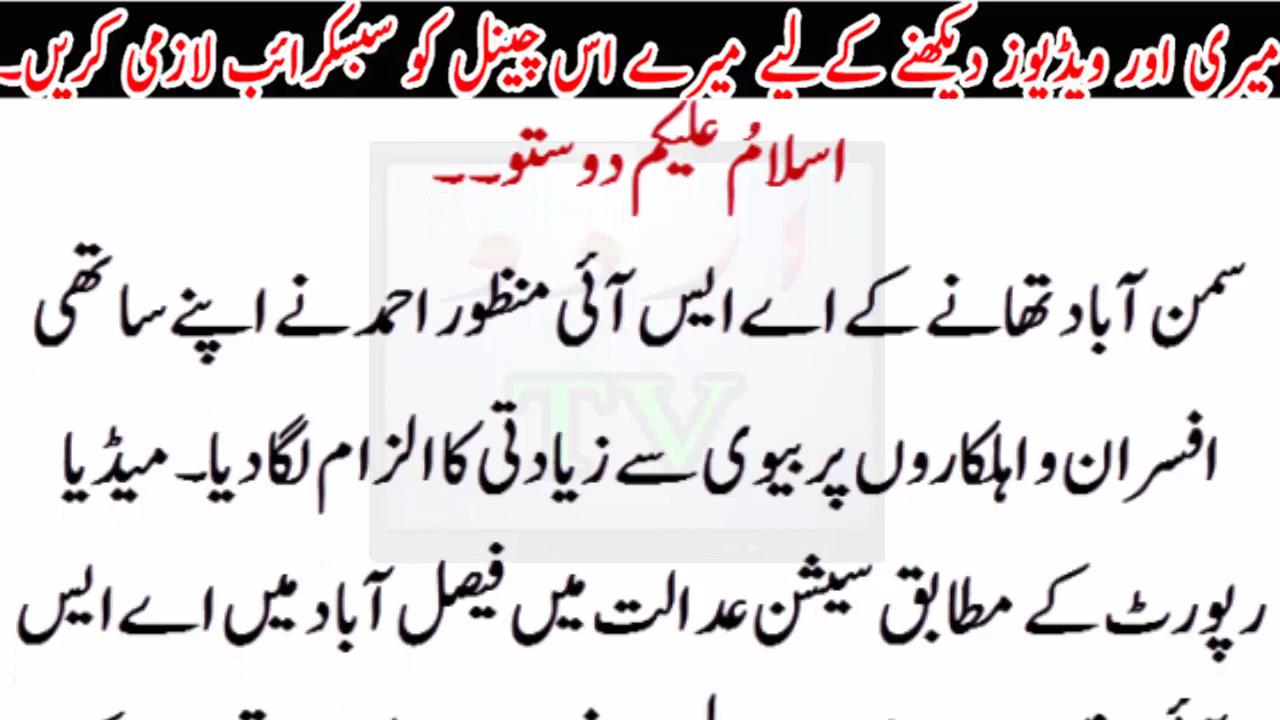 میری اور ویڈیوز دیکھنے کے لیے میرے اس چینل کو سبسکرائب لازمی کریں۔
اسلامُ علیکم دوستو۔۔
سمن آباد تھانے کے اے ایس آئی منظور احمد نے اپنے ساتھی
افسران و اہلکاروں پر بیوی سے زیادتی کا الزام لگا دیا۔ میڈیا
رپورٹ کے مطابق سیشن عدالت میں فیصل آباد میں اے ایس
اردو
TV